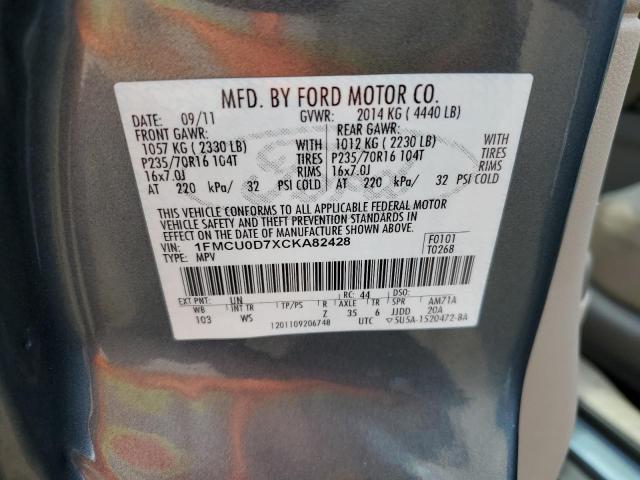 MFD. BY FORD MOTOR CO.
DATE: 09/11 GVWR: 2014 KG ( 4440 LB)
FRONT GAWR: REAR GAWR:
1057 KG ( 2330 LB) WITH 1012 KG ( 2230 LB) WITH
P235/70R16 104T TIRES P235/70R16 104T TIRES
16x7.0J RIMS 16x7.0J RIMS
AT 220 kPa/ 32 PSI COLD AT 220 kPa/ 32 PSI COLD
THIS VEHICLE CONFORMS TO ALL APPLICABLE FEDERAL MOTOR
VEHICLE SAFETY AND THEFT PREVENTION STANDARDS IN
EFFECT ON THE DATE OF MANUFACTURE SHOWN ABOVE.
VIN: 1FMCU0D7XCKA82428 F0101
TYPE: MPV T0268
EXT PNT: UN RC: 44 DSO:
WB INT TR TP/PS R AXLE TR SPR AM71A
103 WS Z 35 6 JJDD 20A
1201109206748 UTC 5U5A-1520472-BA
Ford